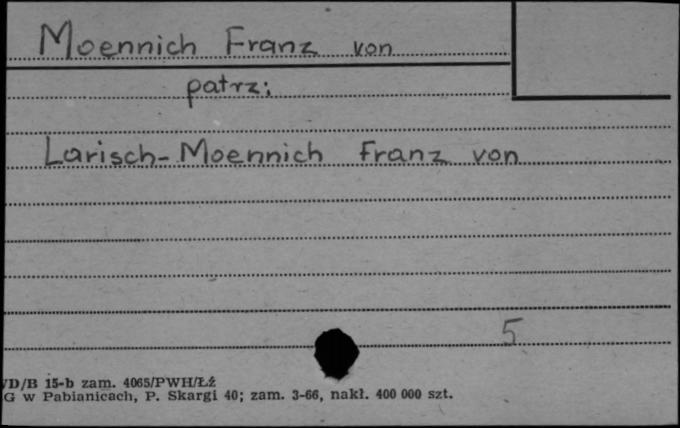 Moennich Franz von
patrz;
Larisch-Moennich Franz von
5
VD/B 15-b zam. 4065/PWH/Łź
G w Pabianicach, P. Skargi 40; zam. 3-66, nakł. 400 000 szt.